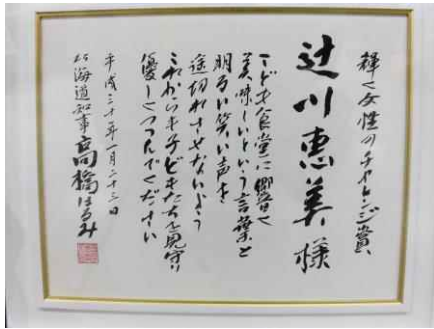 輝く女性のチャレンジ賞
辻川恵美様
こども食堂に響く
美味しいという言葉と
明るい笑い声を
途切れさせないよう
これからも子どもたちを見守り
優しくつつんでください
平成三十年一月二十三日
北海道知事高橋はるみ